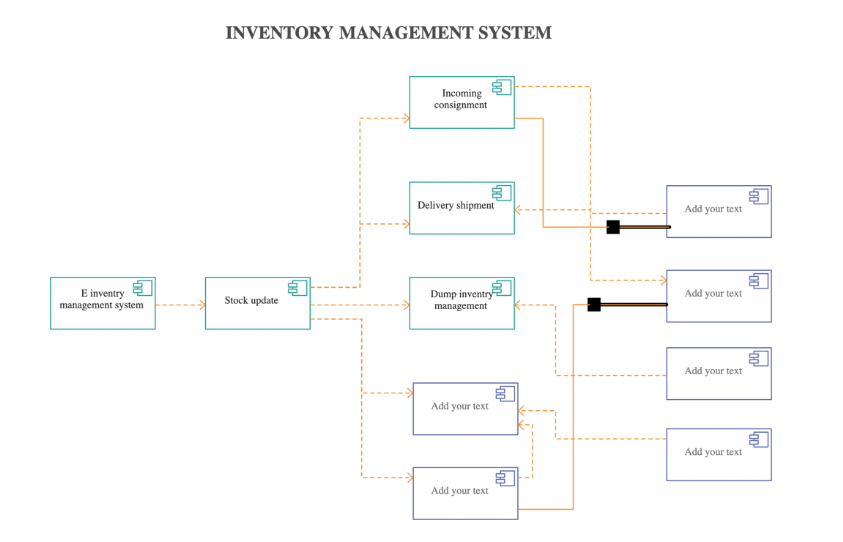 INVENTORY MANAGEMENT SYSTEM
Incoming
consignment
Delivery shipment
Add your text
E inventry
management system
Stock update
Dump inventry
management
Add your text
Add your text
Add your text
Add your text
Add your text